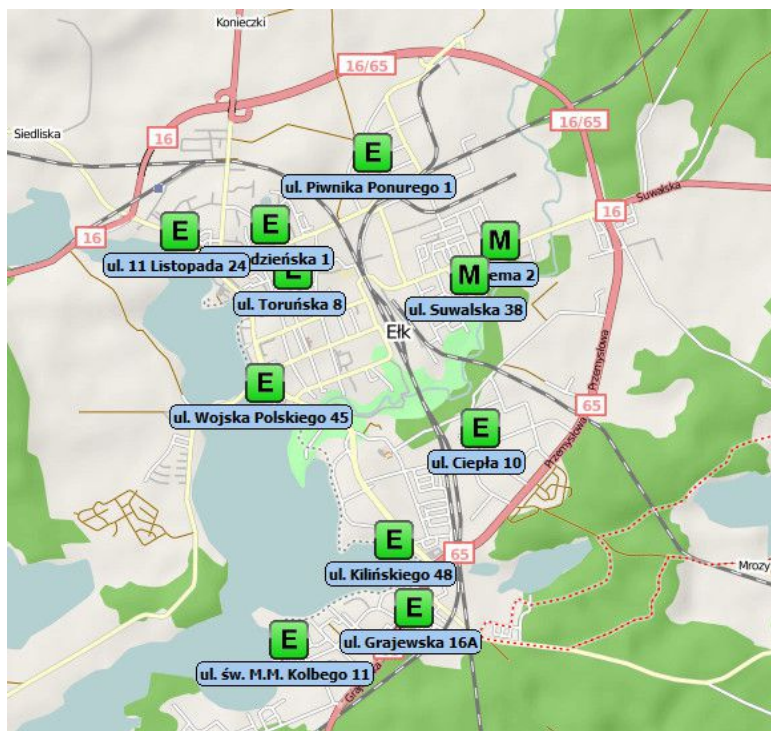 Konieczki
16/65
16
Siedliska
E
16/65
ul. Piwnika Ponurego 1
Suwalska
16
E
E
M
16
dzieńska 1
ul. 11 Listopada 24
E
M
ema 2
ul. Toruńska 8
ul. Suwalska 38
Ełk
Przemysłowa
E
65
ul. Wojska Polskiego 45
E
Przemysłowa
ul. Ciepła 10
E
65
Mrozy
ul. Kilińskiego 48
E
E
ul. Grajewska 16A
ul. św. M.M. Kolbego 11